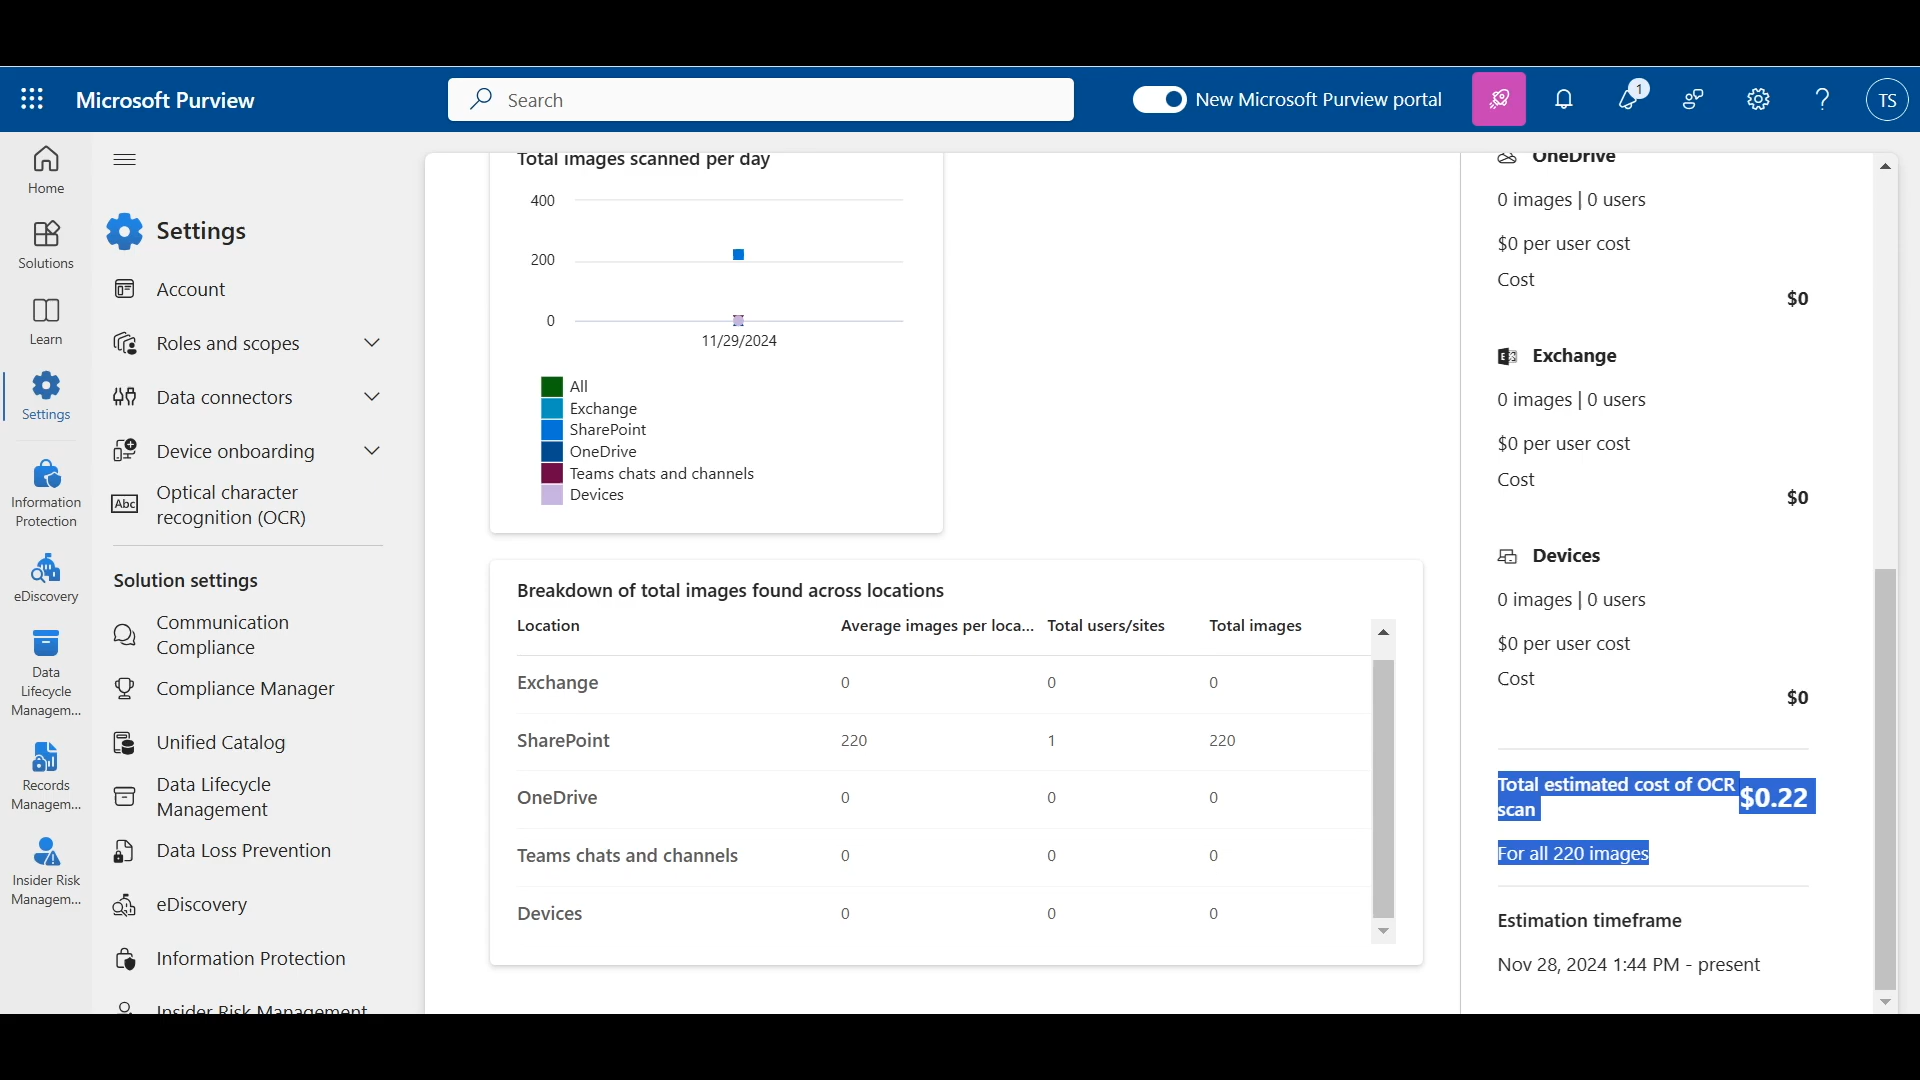 Microsoft Purview
Search
New Microsoft Purview portal
1
TS
Home
Solutions
Learn
Settings
Information
Protection
eDiscovery
Data
Lifecycle
Managem...
Records
Managem...
Insider Risk
Managem...
Settings
Account
Roles and scopes
Data connectors
Device onboarding
Abc
Optical character
recognition (OCR)
Solution settings
Communication
Compliance
Compliance Manager
Unified Catalog
Data Lifecycle
Management
Data Loss Prevention
eDiscovery
Information Protection
Insider Risk Management
Total images scanned per day
400
200
0
11/29/2024
All
Exchange
SharePoint
OneDrive
Teams chats and channels
Devices
Breakdown of total images found across locations
Location Average images per loca... Total users/sites Total images
Exchange 0 0 0
SharePoint 220 1 220
OneDrive 0 0 0
Teams chats and channels 0 0 0
Devices 0 0 0
OneDrive
0 images | 0 users
$0 per user cost
Cost
$0
Exchange
0 images | 0 users
$0 per user cost
Cost
$0
Devices
0 images | 0 users
$0 per user cost
Cost
$0
Total estimated cost of OCR
scan
$0.22
For all 220 images
Estimation timeframe
Nov 28, 2024 1:44 PM - present